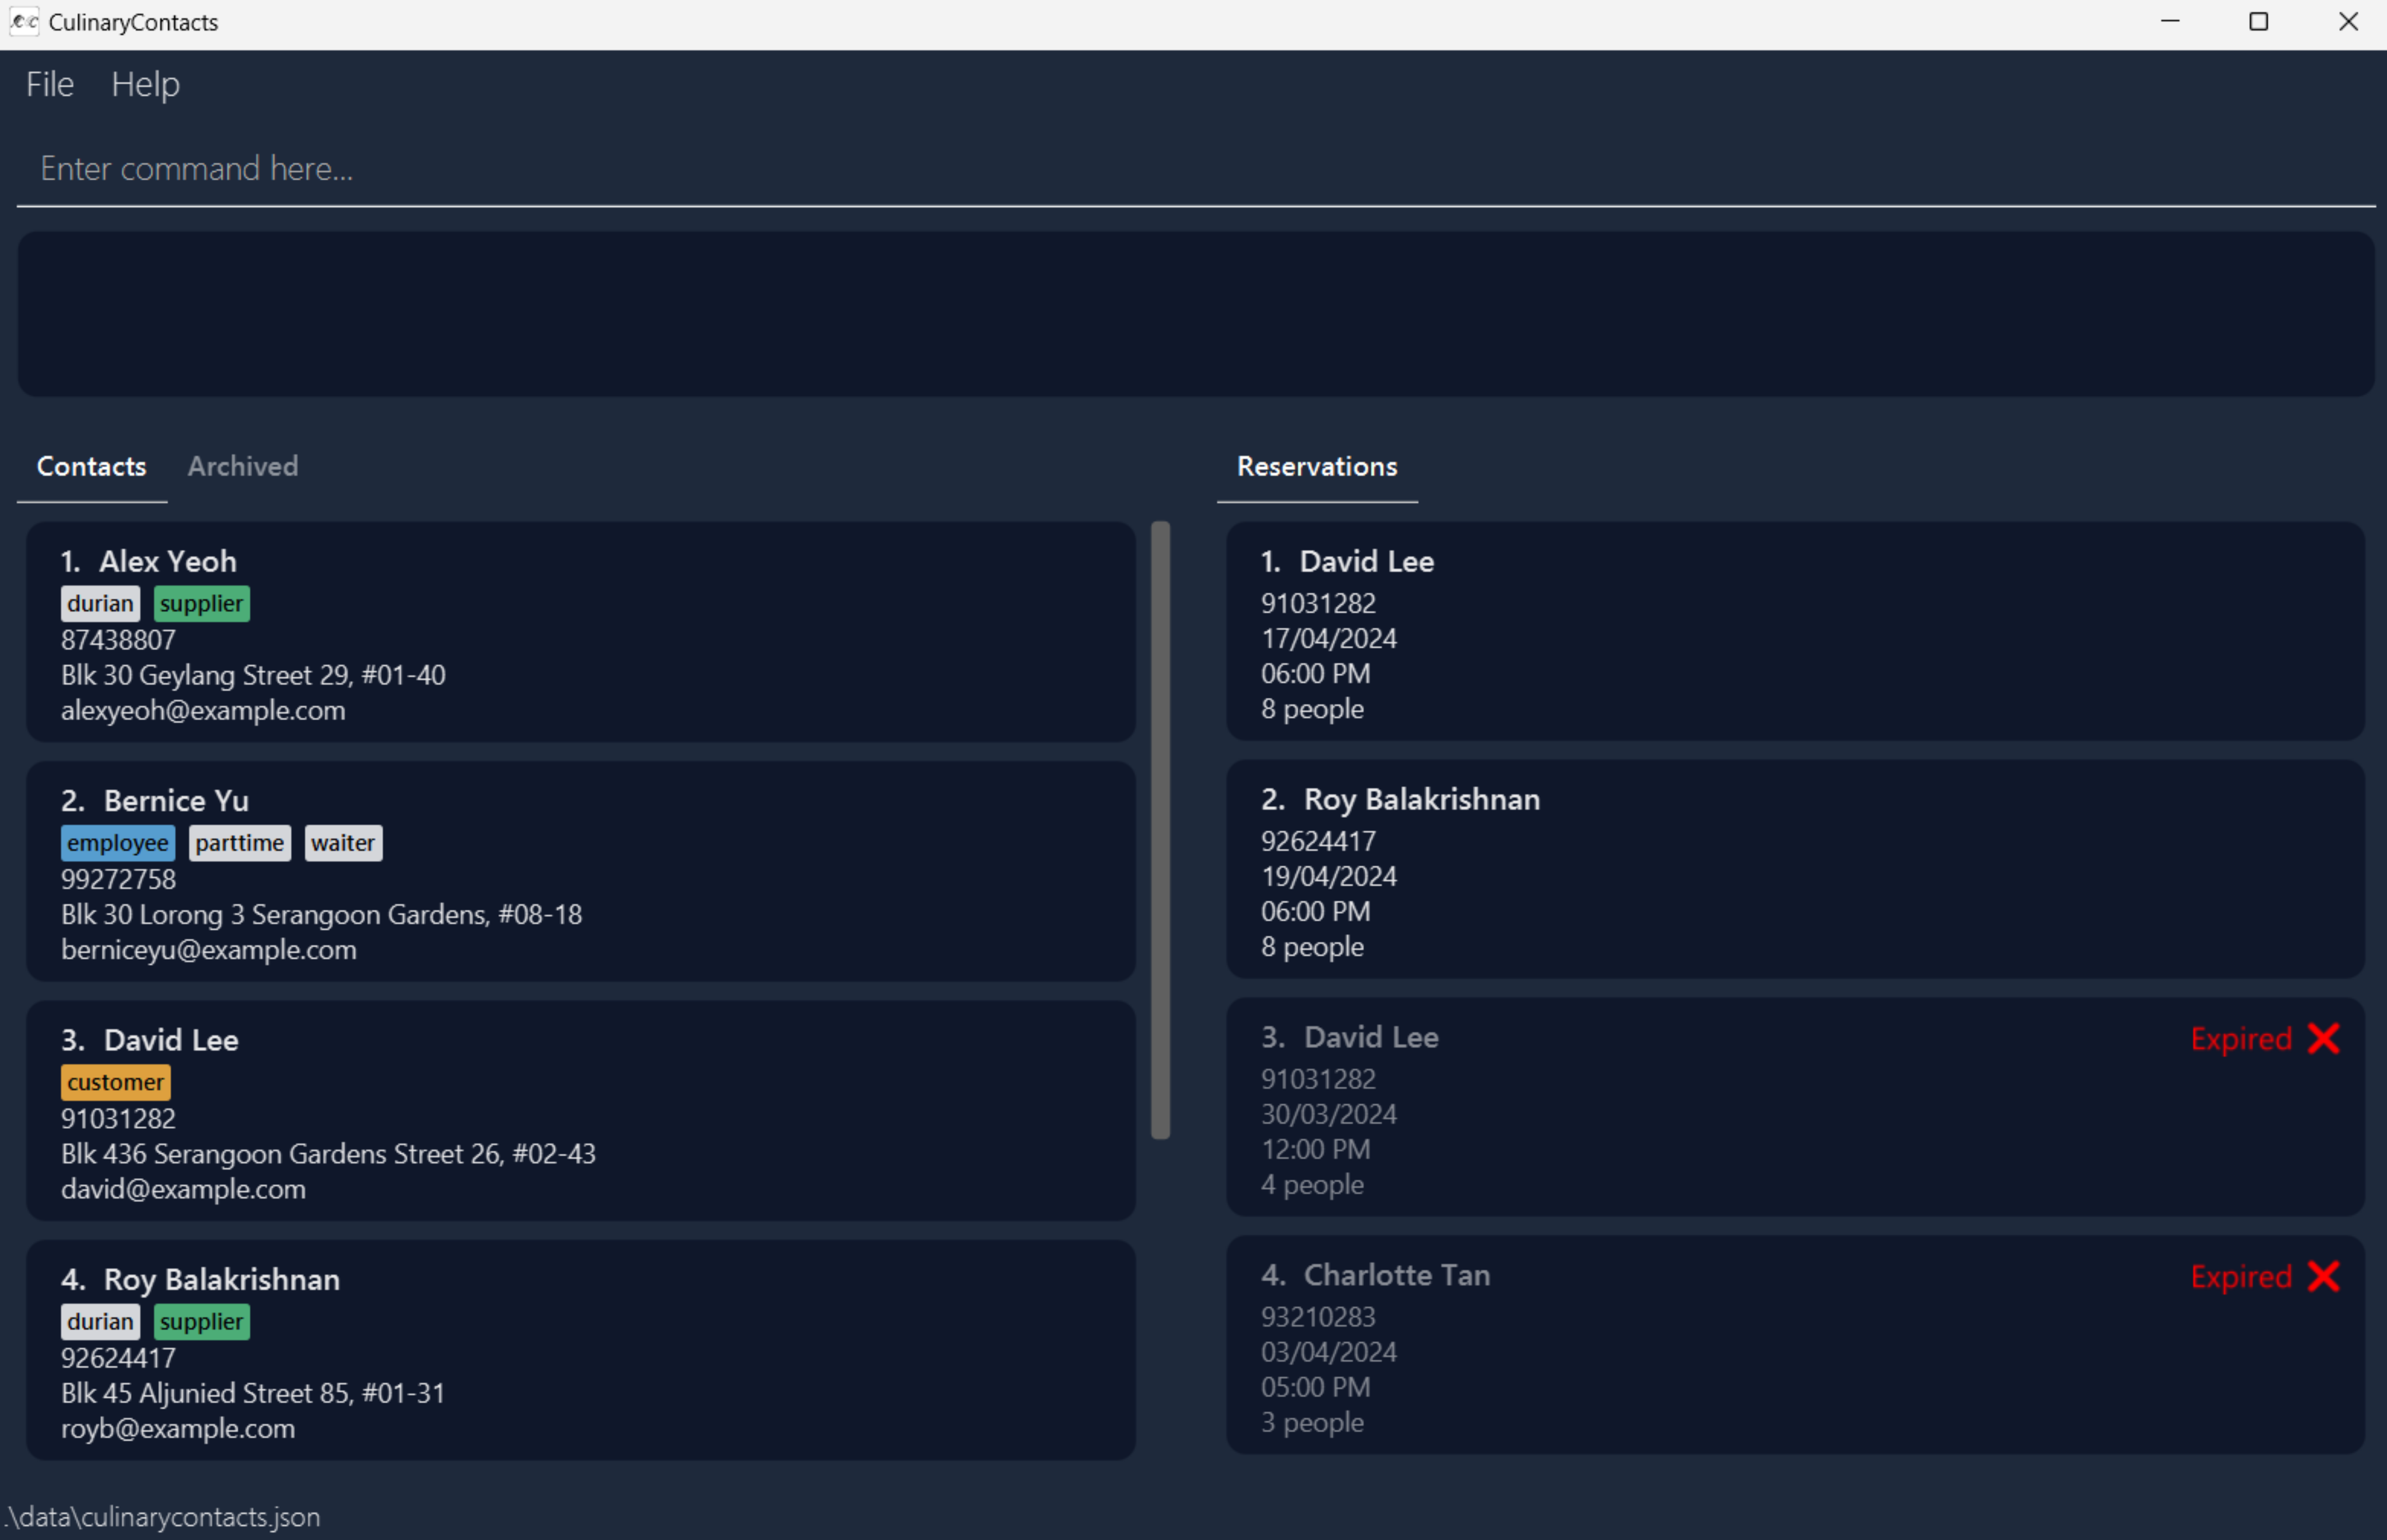 CulinaryContacts
File Help
Enter command here...
Contacts Archived
1. Alex Yeoh
durian supplier
87438807
Blk 30 Geylang Street 29, #01-40
alexyeoh@example.com
2. Bernice Yu
employee parttime waiter
99272758
Blk 30 Lorong 3 Serangoon Gardens, #08-18
berniceyu@example.com
3. David Lee
customer
91031282
Blk 436 Serangoon Gardens Street 26, #02-43
david@example.com
4. Roy Balakrishnan
durian supplier
92624417
Blk 45 Aljunied Street 85, #01-31
royb@example.com
Reservations
1. David Lee
91031282
17/04/2024
06:00 PM
8 people
2. Roy Balakrishnan
92624417
19/04/2024
06:00 PM
8 people
3. David Lee Expired
91031282
30/03/2024
12:00 PM
4 people
4. Charlotte Tan Expired
93210283
03/04/2024
05:00 PM
3 people
.\data\culinarycontacts.json